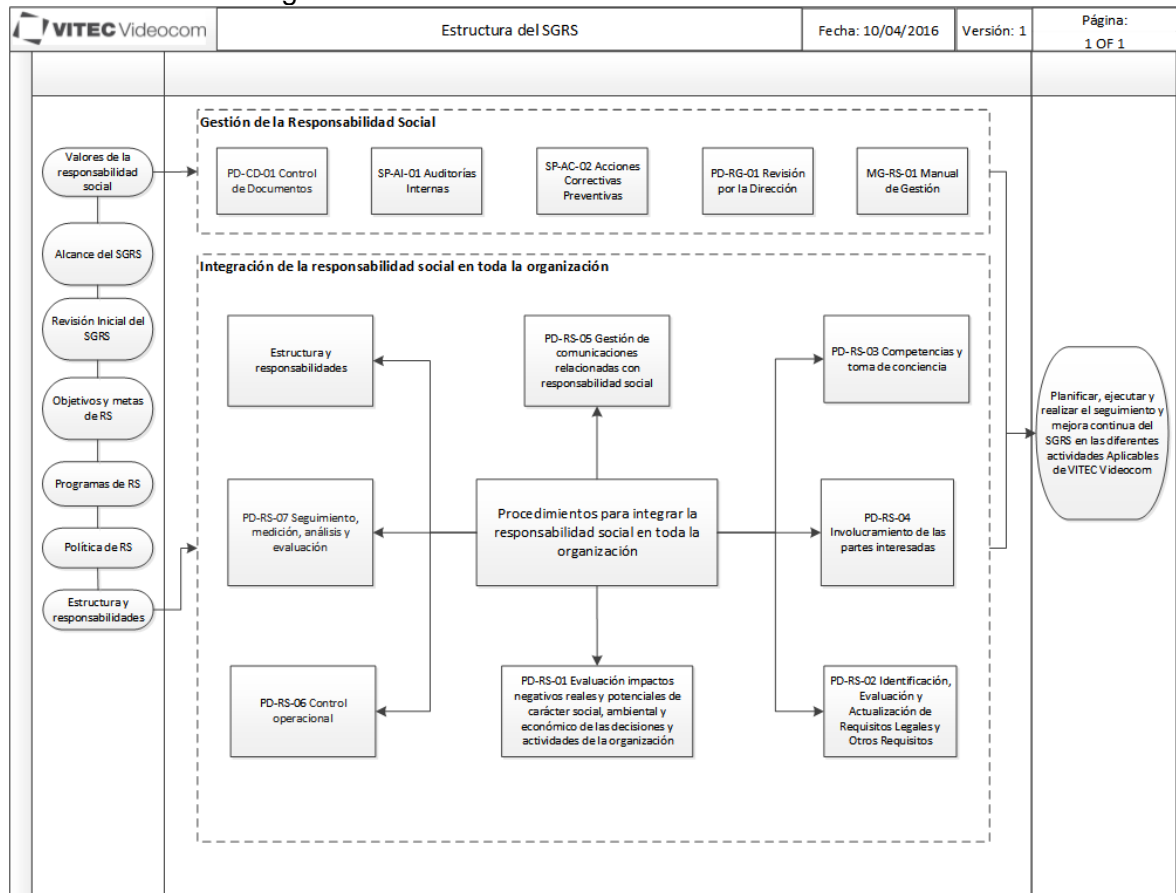 VITEC Videocom
Estructura del SGRS
Fecha: 10/04/2016
Versión: 1
Página:
1 OF 1
Valores de la
responsabilidad
social
Alcance del SGRS
Revisión Inicial del
SGRS
Objetivos y metas
de RS
Programas de RS
Política de RS
Estructura y
responsabilidades
Gestión de la Responsabilidad Social
PD-CD-01 Control
de Documentos
SP-AI-01 Auditorías
Internas
SP-AC-02 Acciones
Correctivas
Preventivas
PD-RG-01 Revisión
por la Dirección
MG-RS-01 Manual
de Gestión
Integración de la responsabilidad social en toda la organización
Estructura y
responsabilidades
PD-RS-05 Gestión de
comunicaciones
relacionadas con
responsabilidad social
PD-RS-03 Competencias y
toma de conciencia
PD-RS-07 Seguimiento,
medición, análisis y
evaluación
Procedimientos para integrar la
responsabilidad social en toda la
organización
PD-RS-04
Involucramiento de las
partes interesadas
PD-RS-06 Control
operacional
PD-RS-01 Evaluación impactos
negativos reales y potenciales de
carácter social, ambiental y
económico de las decisiones y
actividades de la organización
PD-RS-02 Identificación,
Evaluación y
Actualización de
Requisitos Legales y
Otros Requisitos
Planificar, ejecutar y
realizar el seguimiento y
mejora continua del
SGRS en las diferentes
actividades Aplicables
de VITEC Videocom